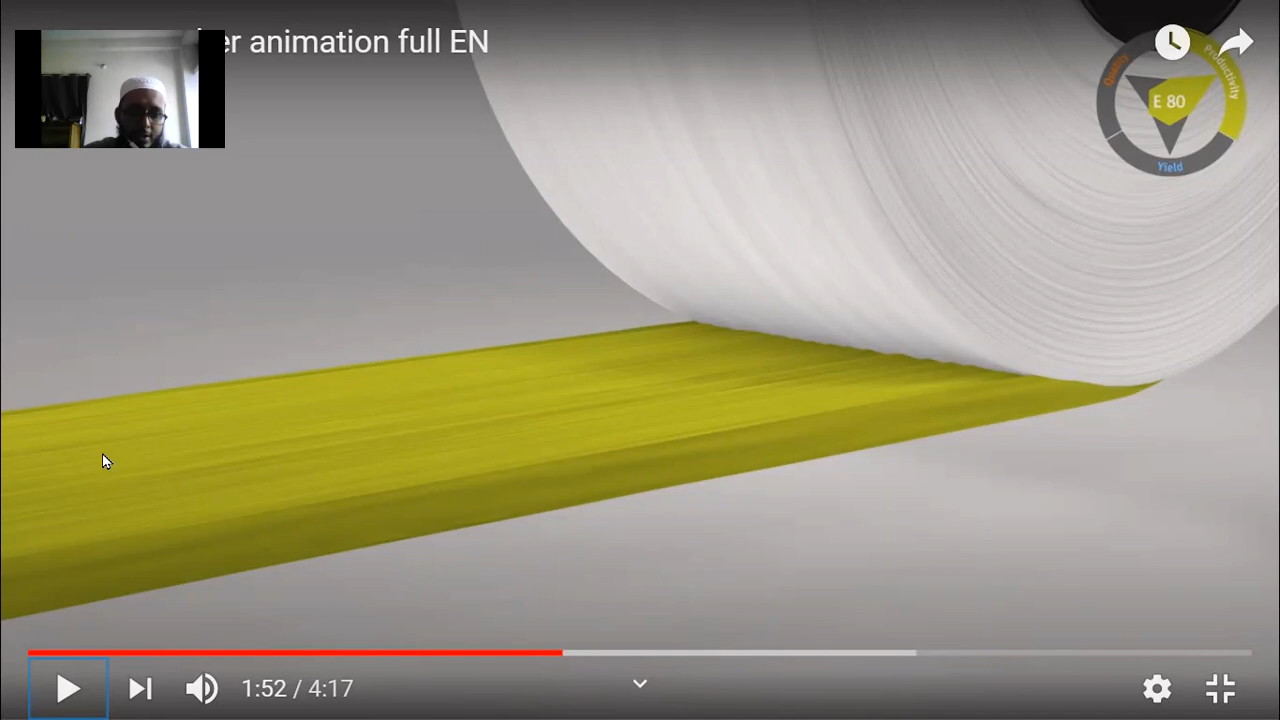 er animation full EN
Quality
Productivity
E 80
Yield
1:52 / 4:17